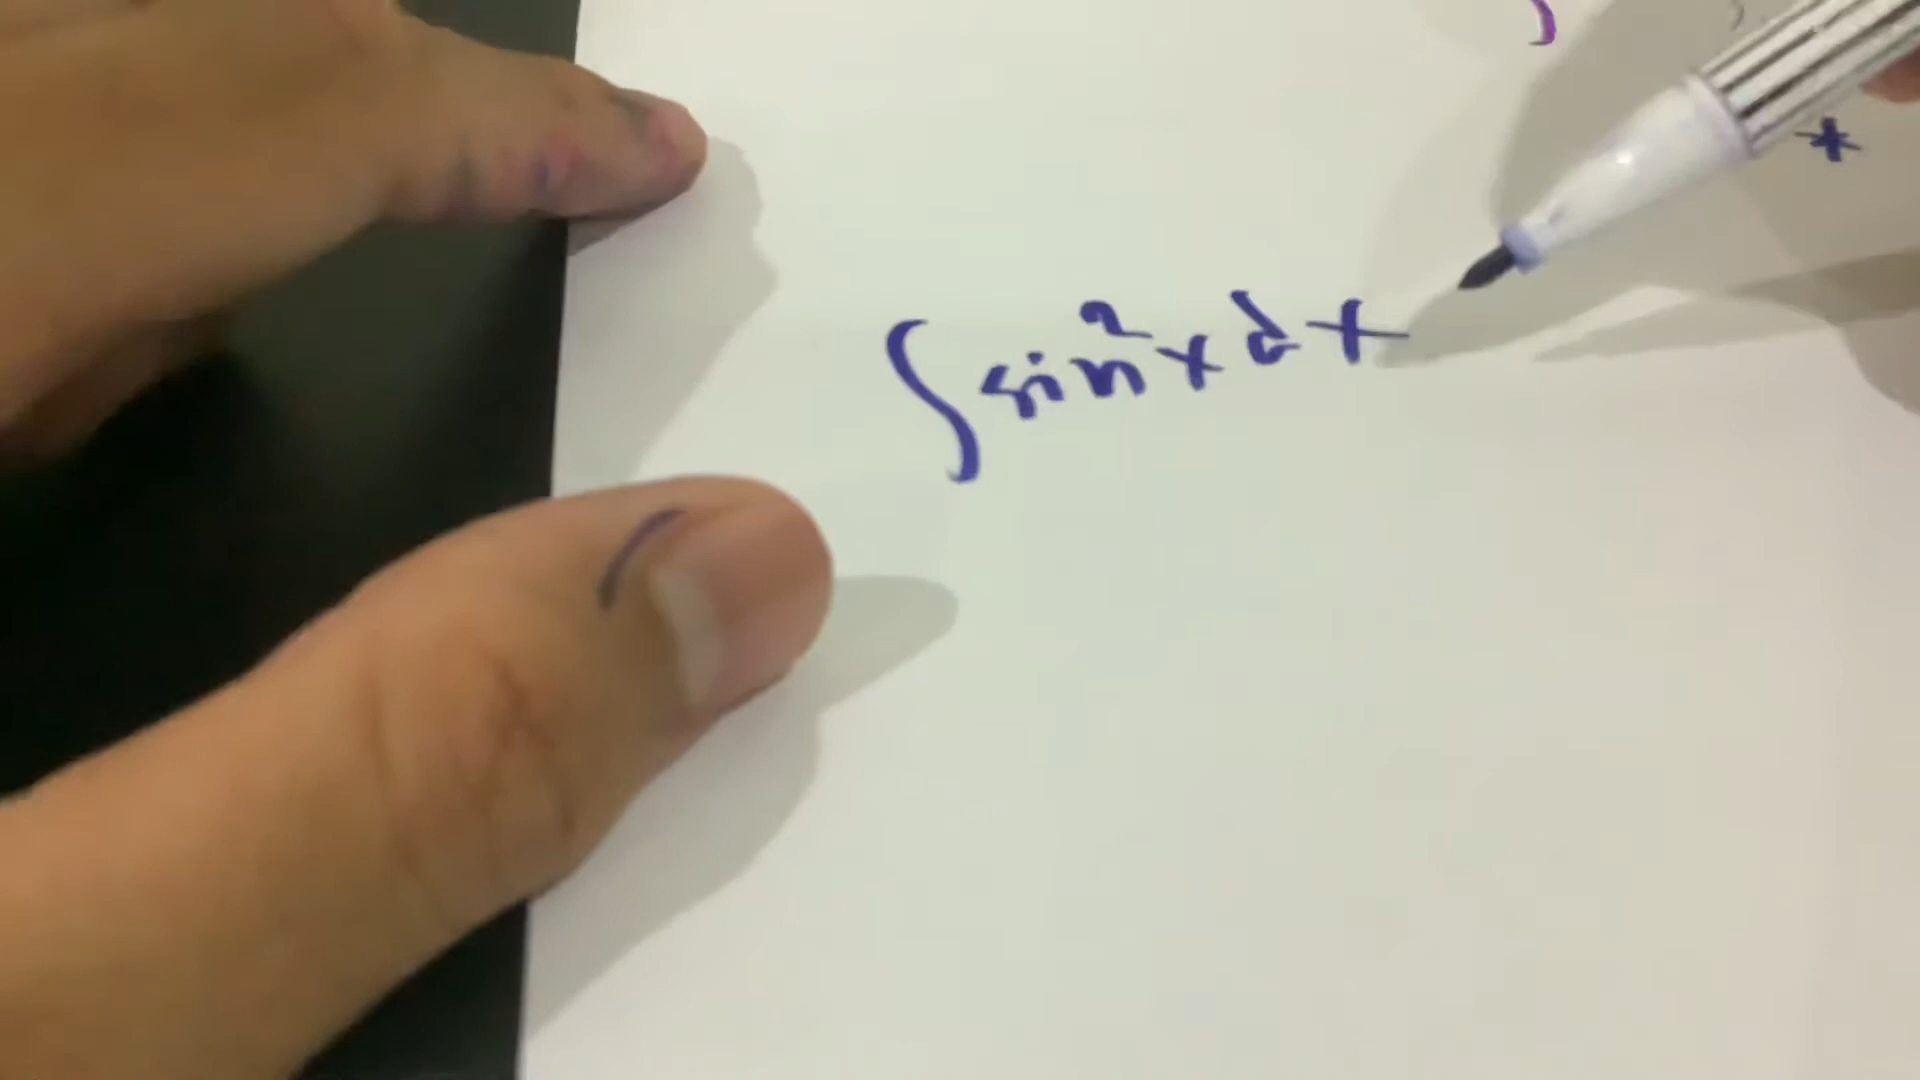 ∫ sin²x dx
*